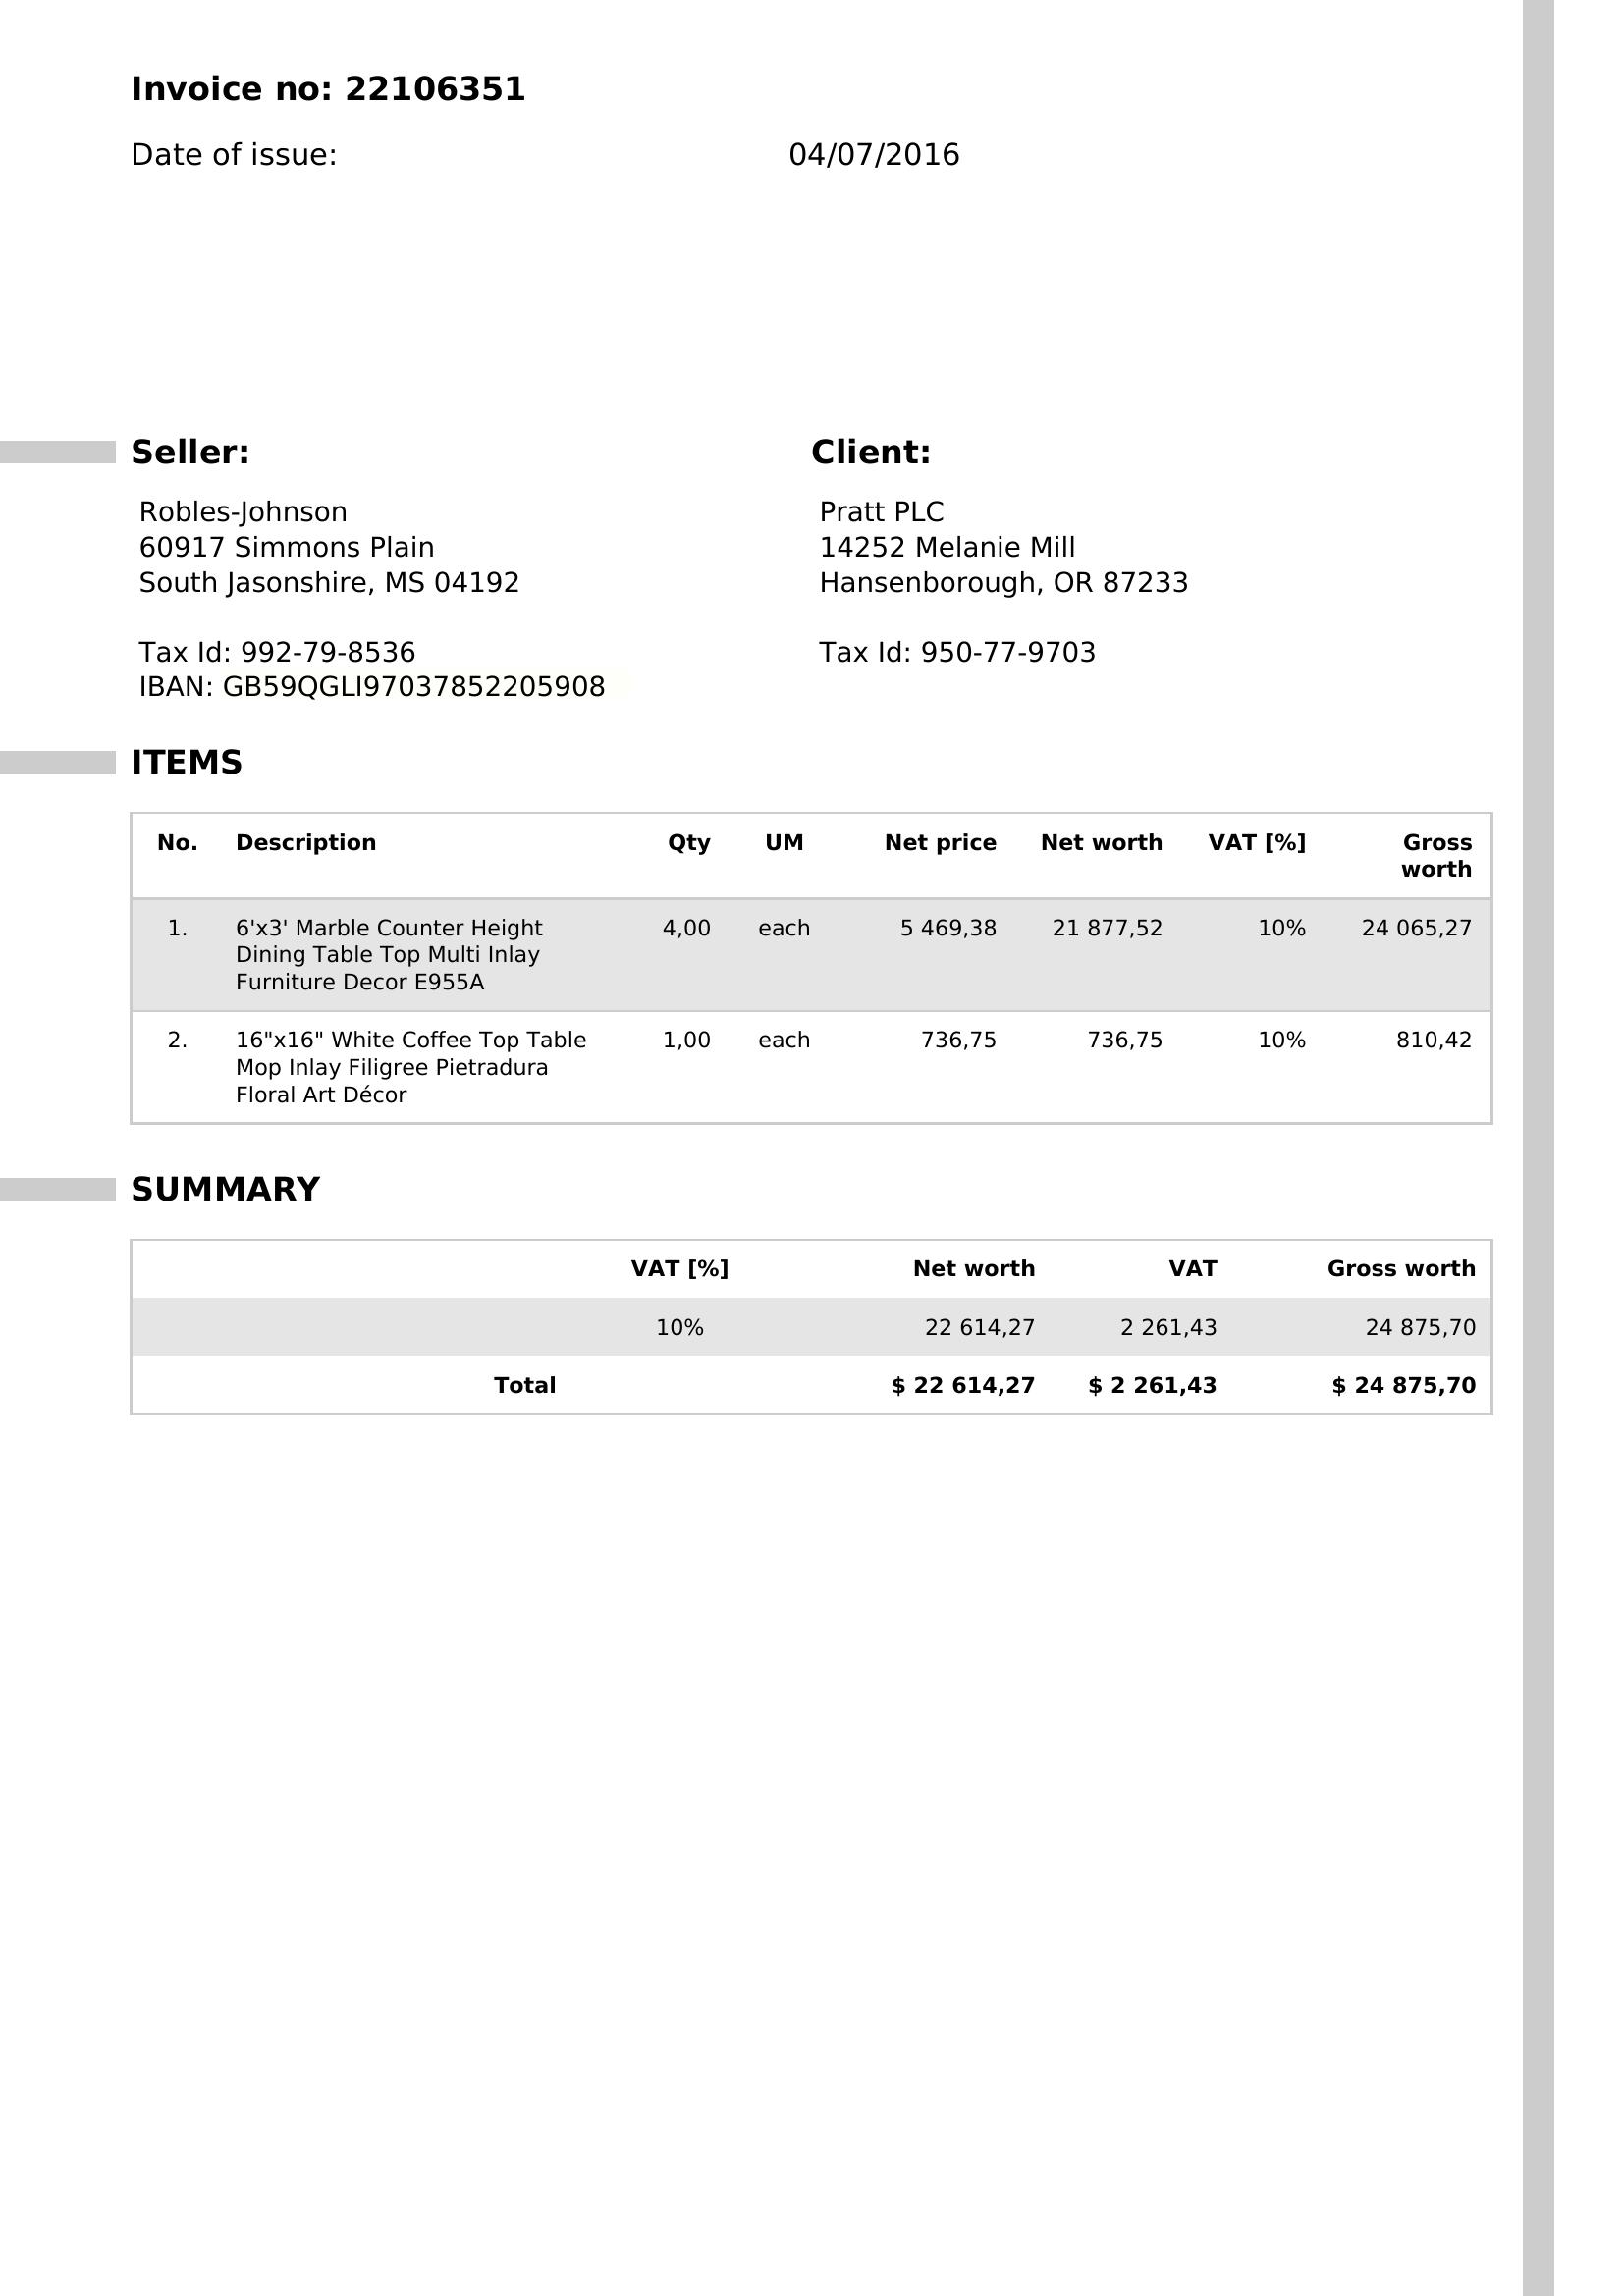 Invoice no: 22106351
Date of issue: 04/07/2016
Seller:
Robles-Johnson
60917 Simmons Plain
South Jasonshire, MS 04192
Tax Id: 992-79-8536
IBAN: GB59QGLI97037852205908
Client:
Pratt PLC
14252 Melanie Mill
Hansenborough, OR 87233
Tax Id: 950-77-9703
ITEMS
No. Description Qty UM Net price Net worth VAT [%] Gross
worth
1. 6'x3' Marble Counter Height 4,00 each 5 469,38 21 877,52 10% 24 065,27
Dining Table Top Multi Inlay
Furniture Decor E955A
2. 16"x16" White Coffee Top Table 1,00 each 736,75 736,75 10% 810,42
Mop Inlay Filigree Pietradura
Floral Art Décor
SUMMARY
VAT [%] Net worth VAT Gross worth
10% 22 614,27 2 261,43 24 875,70
Total $ 22 614,27 $ 2 261,43 $ 24 875,70